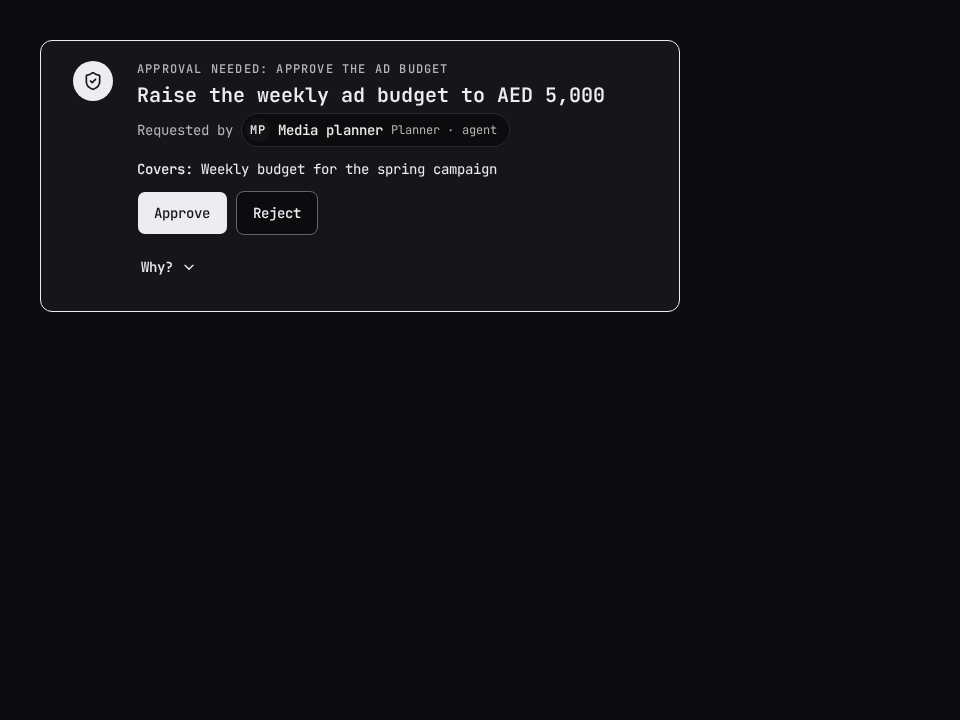 APPROVAL NEEDED: APPROVE THE AD BUDGET
Raise the weekly ad budget to AED 5,000
Requested by MP Media planner Planner · agent
Covers: Weekly budget for the spring campaign
Approve Reject
Why?